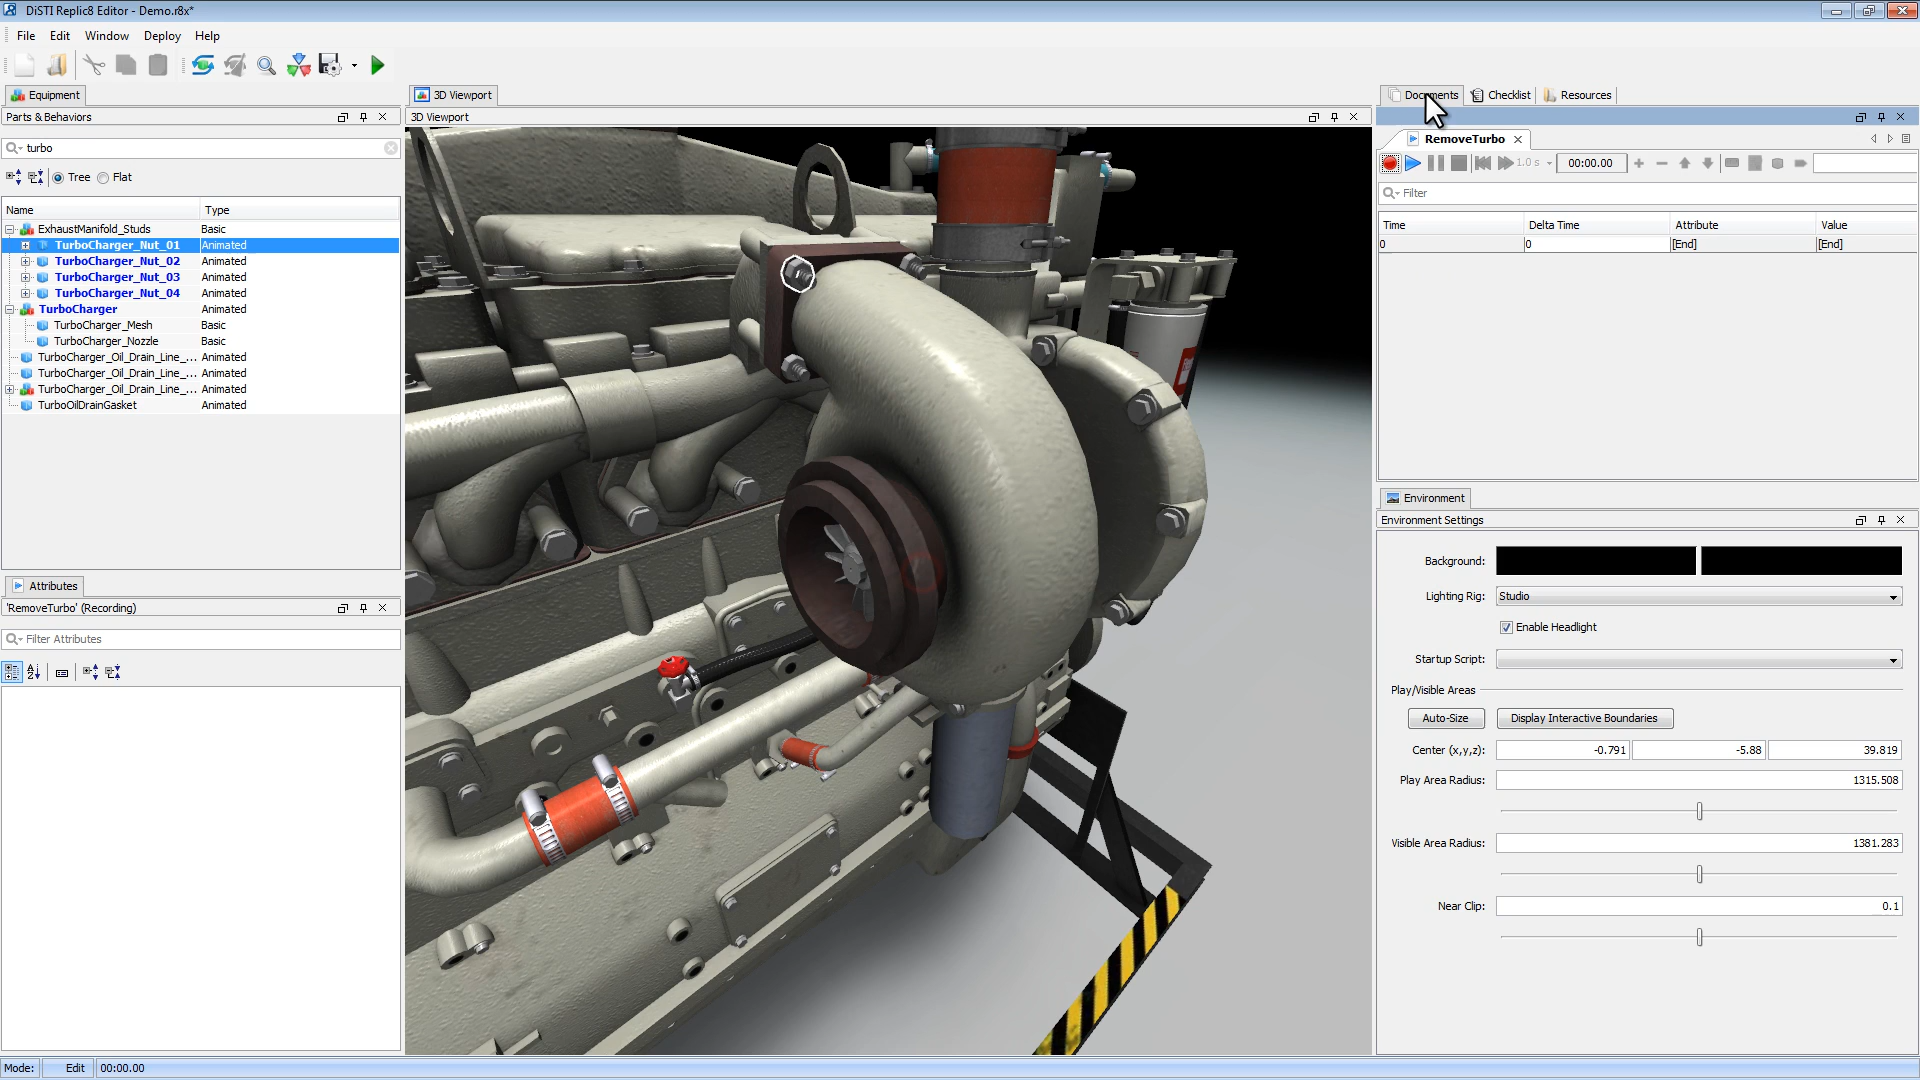 DiSTI Replic8 Editor - Demo.r8x*
File Edit Window Deploy Help
Equipment
Parts & Behaviors
turbo
Tree Flat
Name Type
ExhaustManifold_Studs Basic
TurboCharger_Nut_01 Animated
TurboCharger_Nut_02 Animated
TurboCharger_Nut_03 Animated
TurboCharger_Nut_04 Animated
TurboCharger Animated
TurboCharger_Mesh Basic
TurboCharger_Nozzle Basic
TurboCharger_Oil_Drain_Line_... Animated
TurboCharger_Oil_Drain_Line_... Animated
TurboCharger_Oil_Drain_Line_... Animated
TurboOilDrainGasket Animated
Attributes
'RemoveTurbo' (Recording)
Filter Attributes
3D Viewport
3D Viewport
Documents Checklist Resources
RemoveTurbo
1.0 s 00:00.00
Filter
Time Delta Time Attribute Value
0 0 [End] [End]
Environment
Environment Settings
Background:
Lighting Rig: Studio
Enable Headlight
Startup Script:
Play/Visible Areas
Auto-Size Display Interactive Boundaries
Center (x,y,z): -0.791 -5.88 39.819
Play Area Radius: 1315.508
Visible Area Radius: 1381.283
Near Clip: 0.1
Mode: Edit 00:00.00